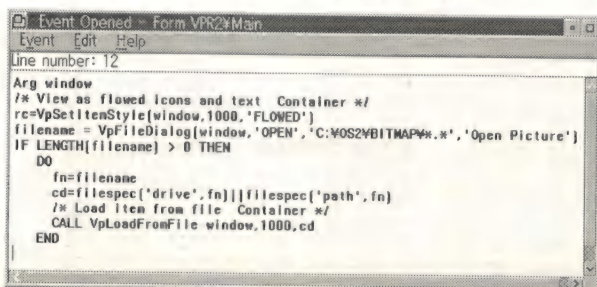 Event Opened - Form VPR2¥Main
Event Edit Help
Line number: 12
Arg window
/* View as flowed icons and text Container */
rc=VpSetItemStyle(window,1000,'FLOWED')
filename = VpFileDialog(window,'OPEN','C:¥OS2¥BITMAP¥*.*','Open Picture')
IF LENGTH(filename) > 0 THEN
DO
fn=filename
cd=filespec('drive',fn)||filespec('path',fn)
/* Load item from file Container */
CALL VpLoadFromFile window,1000,cd
END